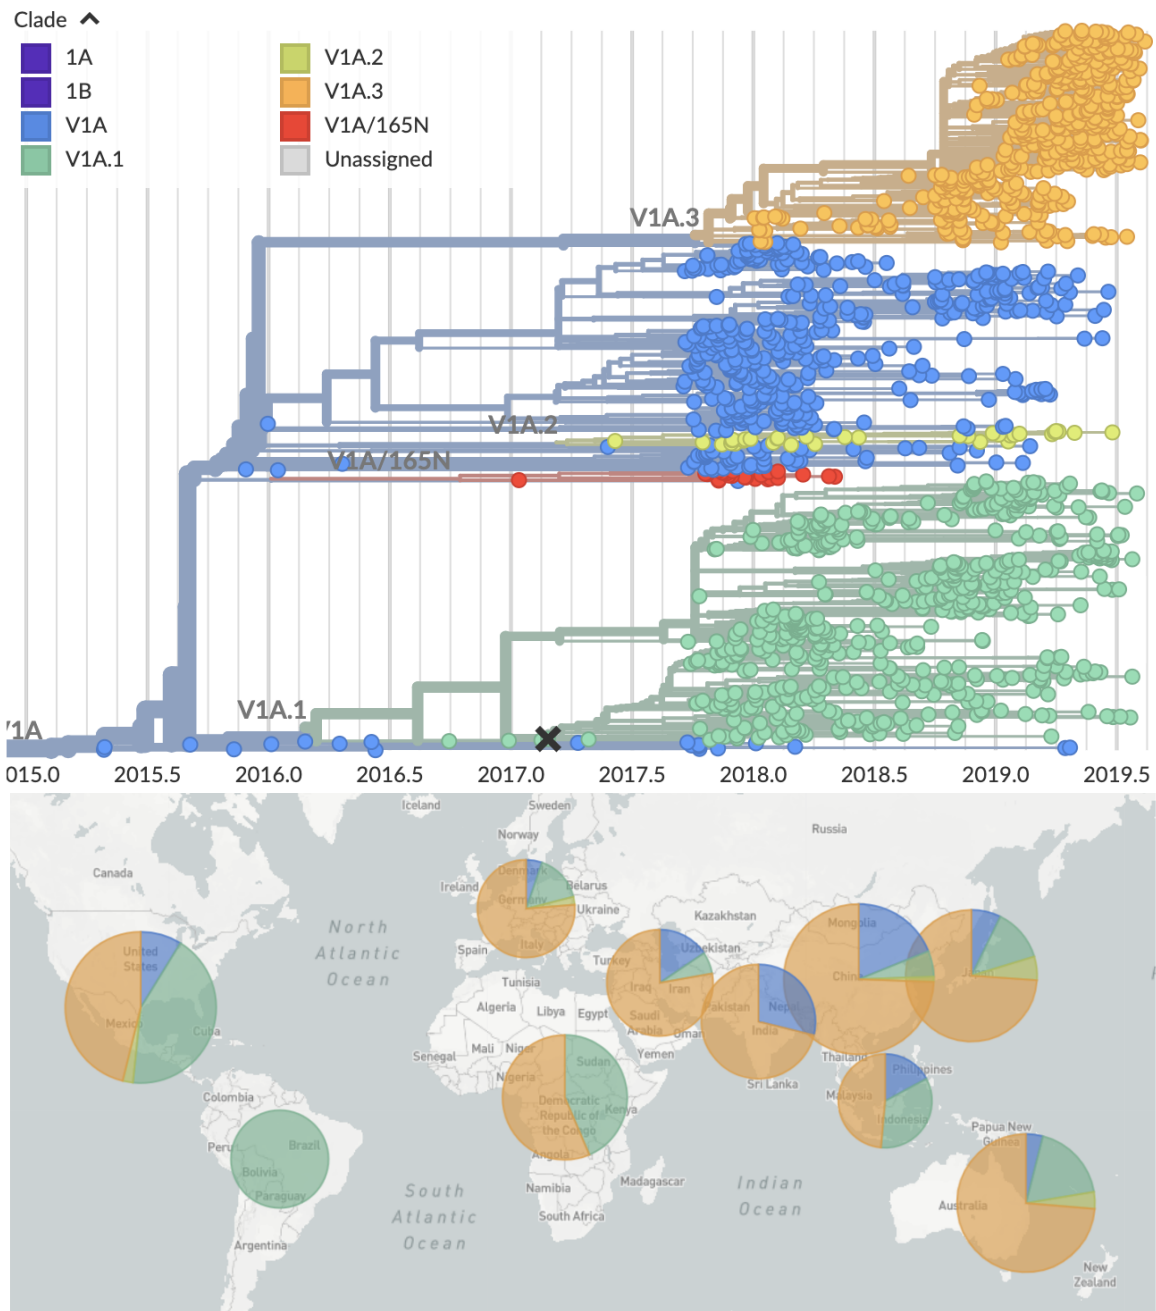 Clade
1A
1B
V1A
V1A.1
V1A.2
V1A.3
V1A/165N
Unassigned
V1A.3
V1A.2
V1A/165N
V1A.1
/1A
015.0 2015.5 2016.0 2016.5 2017.0 2017.5 2018.0 2018.5 2019.0 2019.5
Iceland
Sweden
Norway
Russia
Canada
Denmark
Ireland
Belarus
Germany
Ukraine
Kazakhstan
Mongolia
North
Atlantic
Ocean
United
States
Spain
Italy
Turkey
Uzbekistan
China
Japan
Tunisia
Iraq
Iran
Algeria
Libya
Egypt
Pakistan
Nepal
Mexico
Cuba
Saudi
Arabia
Oman
India
Senegal
Mali
Niger
Sudan
Yemen
Thailand
Philippines
Nigeria
Sri Lanka
Malaysia
Colombia
Democratic
Republic of
the Congo
Kenya
Indonesia
Peru
Brazil
Papua New
Guinea
Bolivia
Angola
Paraguay
Namibia
Madagascar
South
Atlantic
Ocean
Indian
Ocean
Australia
South Africa
Argentina
New
Zealand